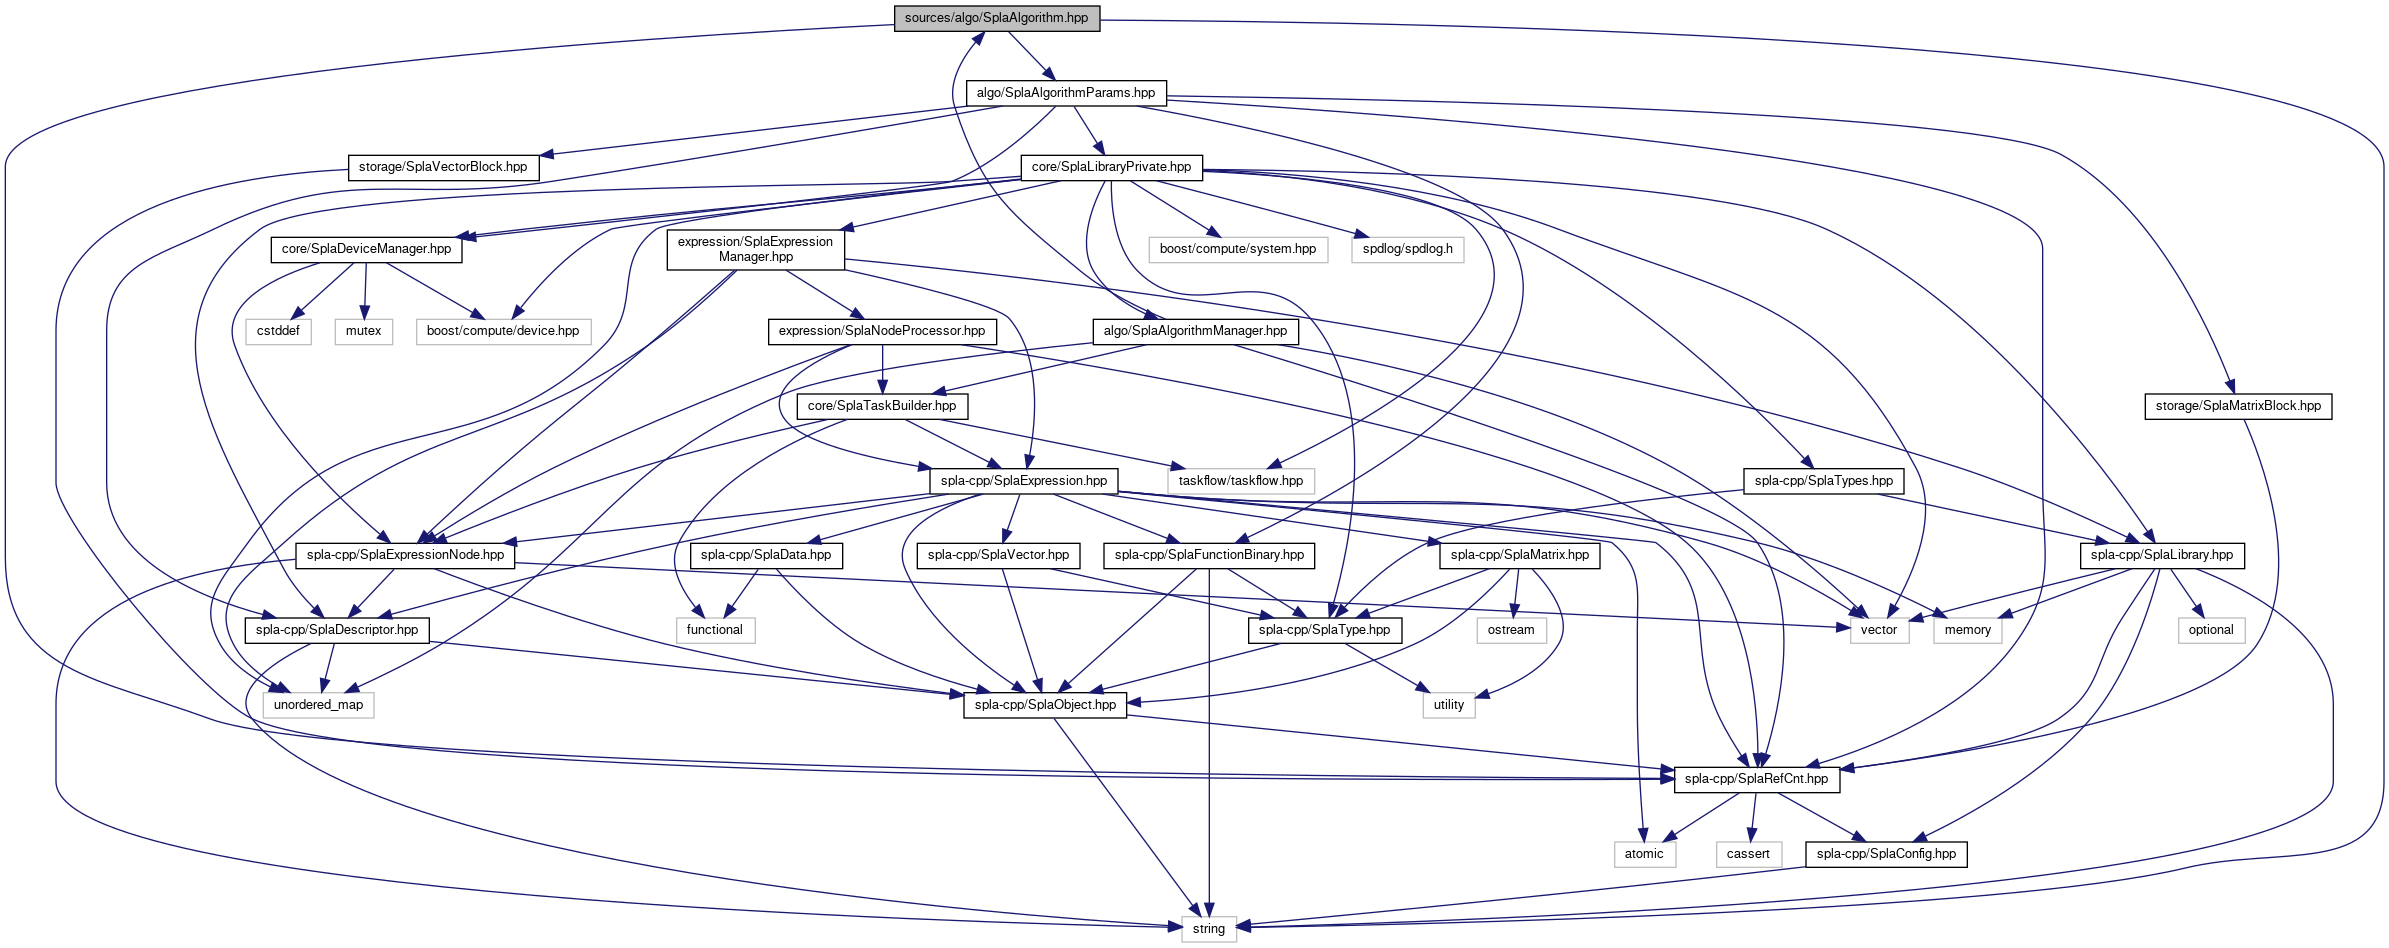 sources/algo/SplaAlgorithm.hpp
algo/SplaAlgorithmParams.hpp
storage/SplaVectorBlock.hpp
core/SplaLibraryPrivate.hpp
core/SplaDeviceManager.hpp
expression/SplaExpression
Manager.hpp
boost/compute/system.hpp
spdlog/spdlog.h
cstddef
mutex
boost/compute/device.hpp
expression/SplaNodeProcessor.hpp
algo/SplaAlgorithmManager.hpp
core/SplaTaskBuilder.hpp
storage/SplaMatrixBlock.hpp
spla-cpp/SplaExpression.hpp
taskflow/taskflow.hpp
spla-cpp/SplaTypes.hpp
spla-cpp/SplaExpressionNode.hpp
spla-cpp/SplaData.hpp
spla-cpp/SplaVector.hpp
spla-cpp/SplaFunctionBinary.hpp
spla-cpp/SplaMatrix.hpp
spla-cpp/SplaLibrary.hpp
spla-cpp/SplaDescriptor.hpp
functional
spla-cpp/SplaType.hpp
ostream
vector
memory
optional
unordered_map
spla-cpp/SplaObject.hpp
utility
spla-cpp/SplaRefCnt.hpp
atomic
cassert
spla-cpp/SplaConfig.hpp
string